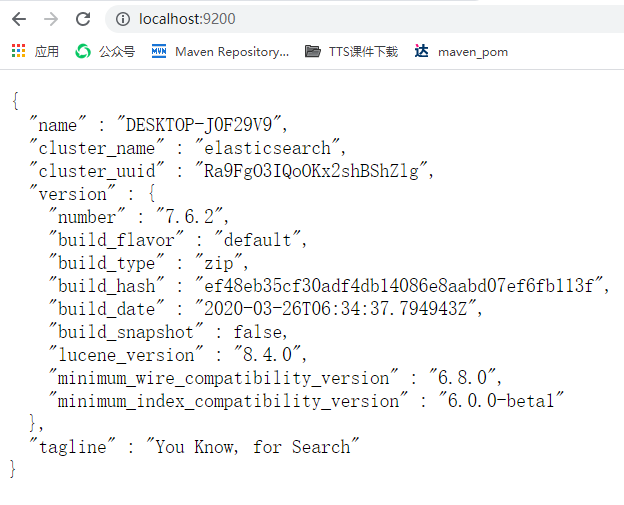 localhost:9200
应用 公众号 MVN Maven Repository... TTS课件下载 达 maven_pom
{
"name" : "DESKTOP-J0F29V9",
"cluster_name" : "elasticsearch",
"cluster_uuid" : "Ra9FgO3IQoOKx2shBShZlg",
"version" : {
"number" : "7.6.2",
"build_flavor" : "default",
"build_type" : "zip",
"build_hash" : "ef48eb35cf30adf4db14086e8aabd07ef6fb113f",
"build_date" : "2020-03-26T06:34:37.794943Z",
"build_snapshot" : false,
"lucene_version" : "8.4.0",
"minimum_wire_compatibility_version" : "6.8.0",
"minimum_index_compatibility_version" : "6.0.0-beta1"
},
"tagline" : "You Know, for Search"
}